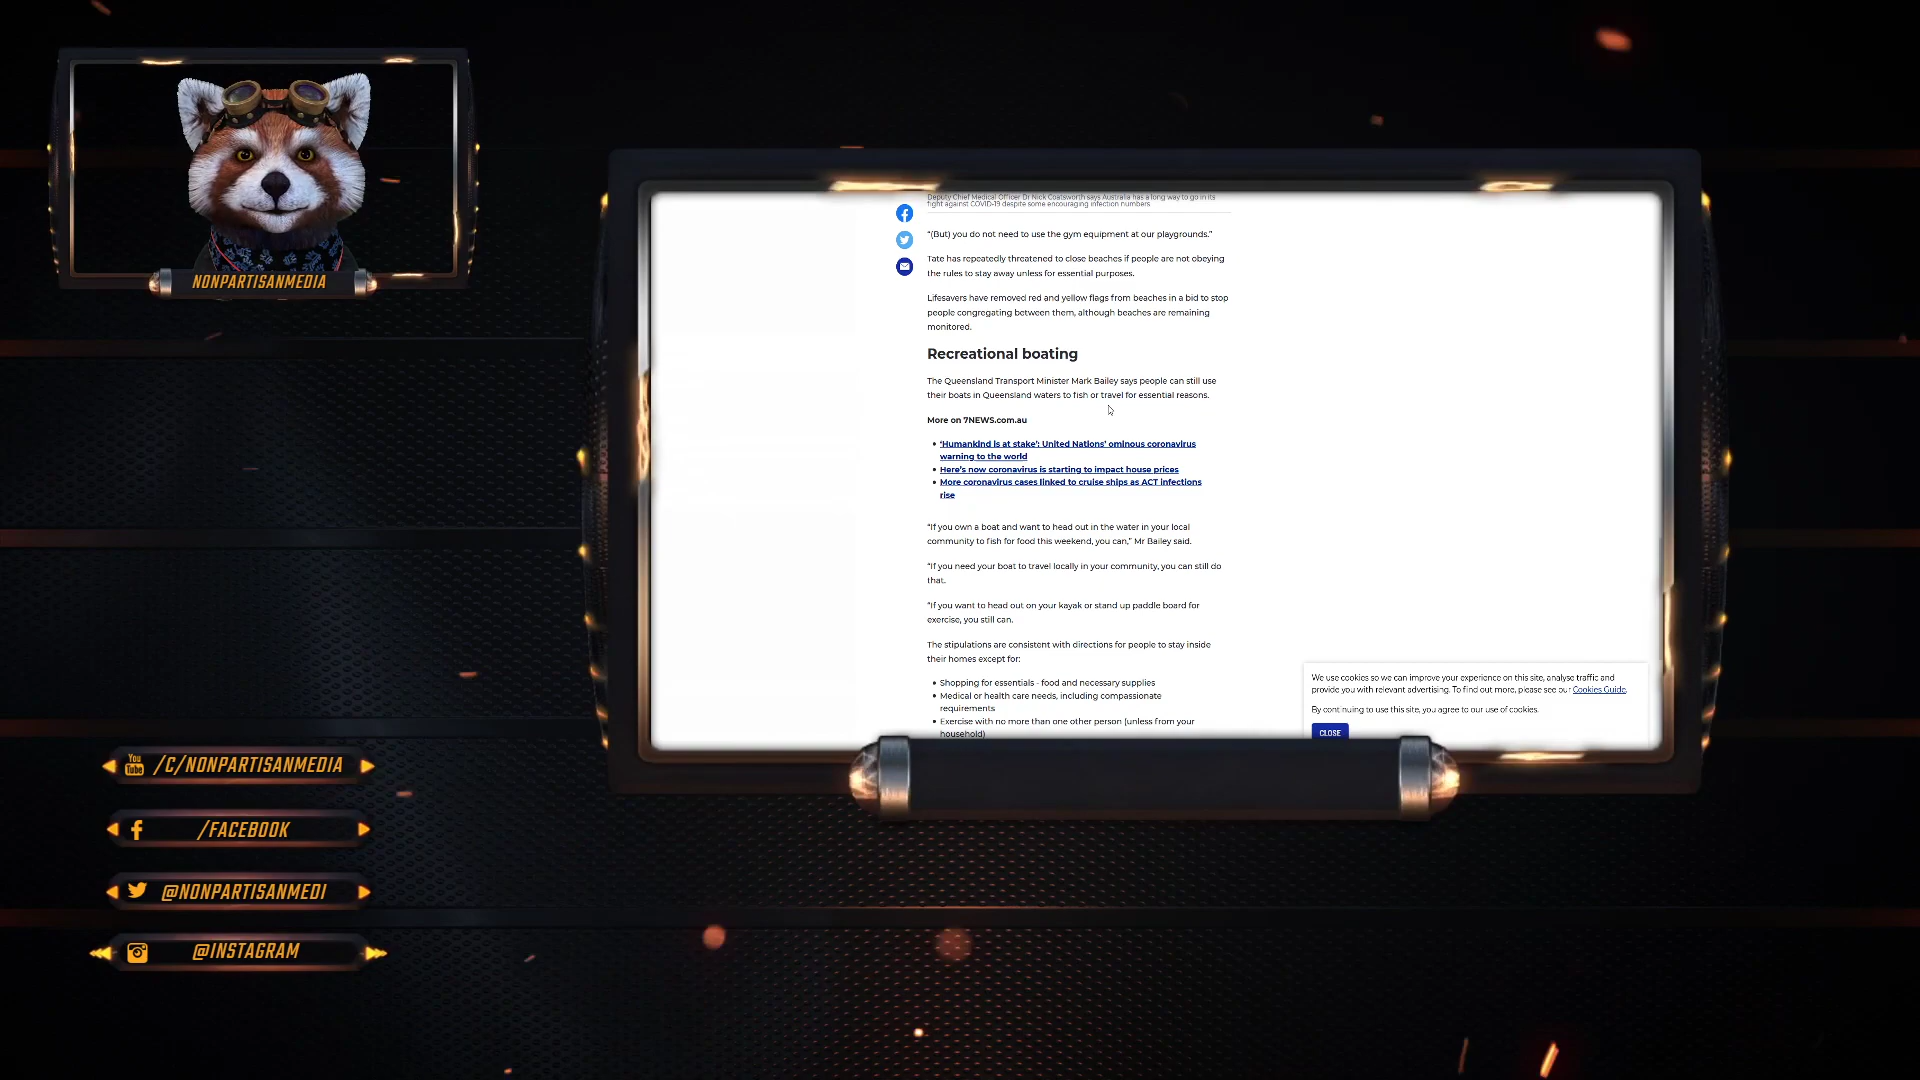 NONPARTISANMEDIA
Deputy Chief Medical Officer Dr Nick Coatsworth says Australia has a long way to go in its
fight against COVID-19 despite some encouraging infection numbers
“(But) you do not need to use the gym equipment at our playgrounds.”
Tate has repeatedly threatened to close beaches if people are not obeying
the rules to stay away unless for essential purposes.
Lifesavers have removed red and yellow flags from beaches in a bid to stop
people congregating between them, although beaches are remaining
monitored.
Recreational boating
The Queensland Transport Minister Mark Bailey says people can still use
their boats in Queensland waters to fish or travel for essential reasons.
More on 7NEWS.com.au
• ‘Humankind is at stake’: United Nations’ ominous coronavirus
warning to the world
• Here’s now coronavirus is starting to impact house prices
• More coronavirus cases linked to cruise ships as ACT infections
rise
“If you own a boat and want to head out in the water in your local
community to fish for food this weekend, you can,” Mr Bailey said.
“If you need your boat to travel locally in your community, you can still do
that.
“If you want to head out on your kayak or stand up paddle board for
exercise, you still can.
The stipulations are consistent with directions for people to stay inside
their homes except for:
• Shopping for essentials - food and necessary supplies
• Medical or health care needs, including compassionate
requirements
• Exercise with no more than one other person (unless from your
household)
We use cookies so we can improve your experience on this site, analyse traffic and
provide you with relevant advertising. To find out more, please see our Cookies Guide.
By continuing to use this site, you agree to our use of cookies.
CLOSE
You
Tube
/C/NONPARTISANMEDIA
/FACEBOOK
@NONPARTISANMEDI
@INSTAGRAM